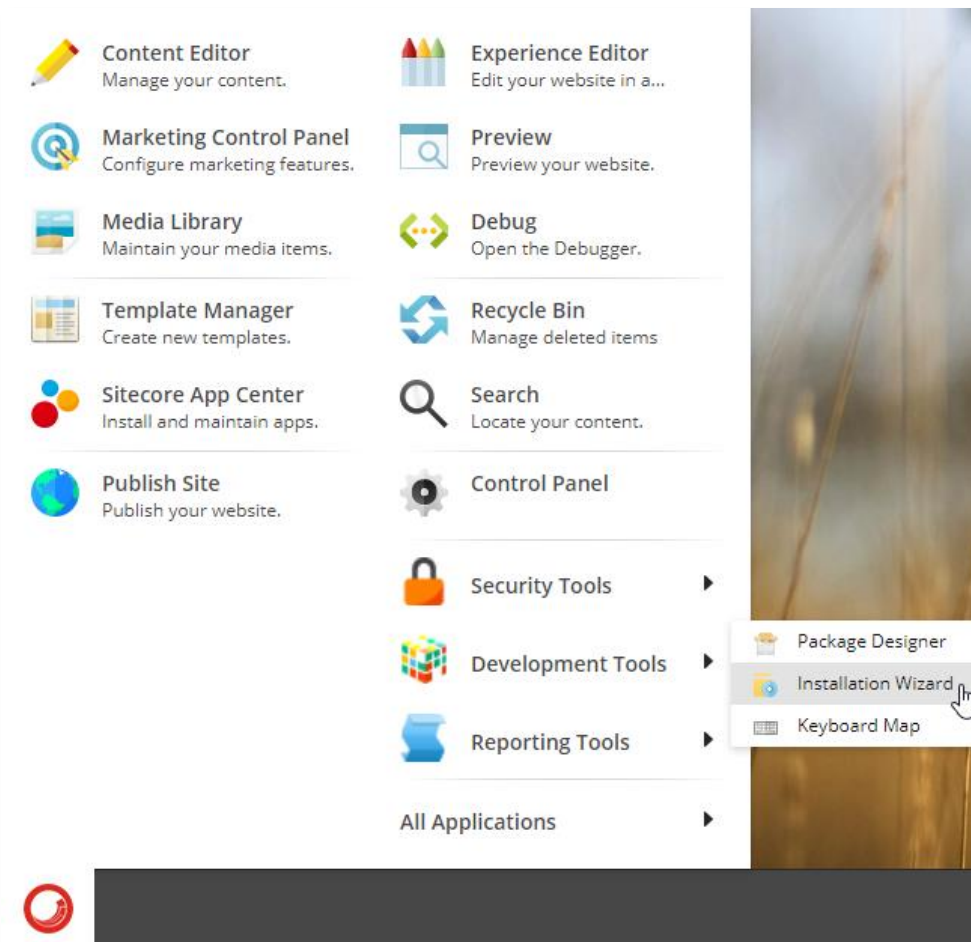 Content Editor
Manage your content.
Marketing Control Panel
Configure marketing features.
Media Library
Maintain your media items.
Template Manager
Create new templates.
Sitecore App Center
Install and maintain apps.
Publish Site
Publish your website.
Experience Editor
Edit your website in a...
Preview
Preview your website.
Debug
Open the Debugger.
Recycle Bin
Manage deleted items
Search
Locate your content.
Control Panel
Security Tools
Development Tools
Reporting Tools
All Applications
Package Designer
Installation Wizard
Keyboard Map